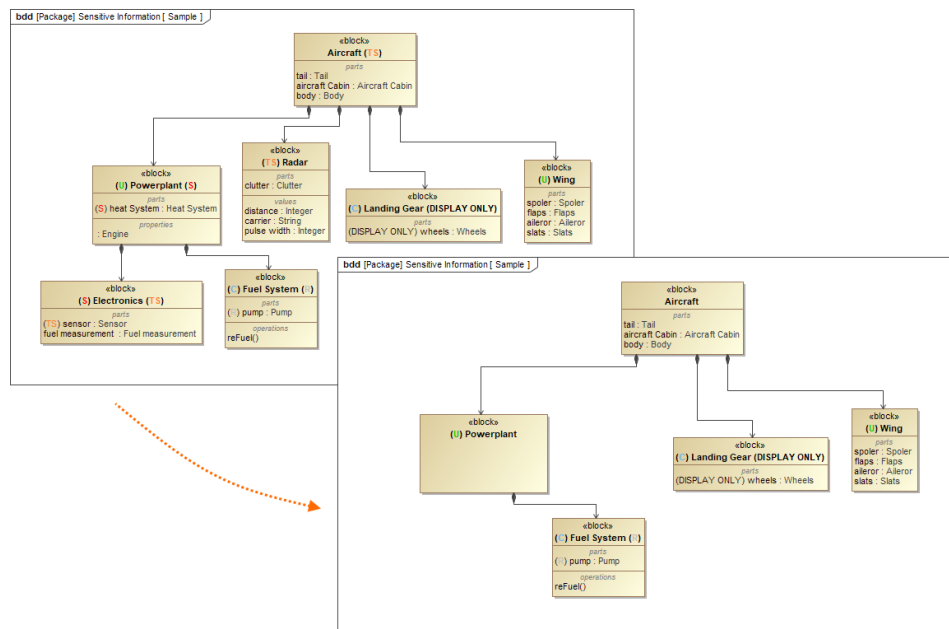 bdd [Package] Sensitive Information [ Sample ]
«block»
Aircraft (TS)
parts
tail : Tail
aircraft Cabin : Aircraft Cabin
body : Body
«block»
(U) Powerplant (S)
parts
(S) heat System : Heat System
properties
: Engine
«block»
(TS) Radar
parts
clutter : Clutter
values
distance : Integer
carrier : String
pulse width : Integer
«block»
(C) Landing Gear (DISPLAY ONLY)
parts
(DISPLAY ONLY) wheels : Wheels
«block»
(U) Wing
parts
spoler : Spoler
flaps : Flaps
aileror : Aileror
slats : Slats
«block»
(S) Electronics (TS)
parts
(TS) sensor : Sensor
fuel measurement : Fuel measurement
«block»
(C) Fuel System (R)
parts
(R) pump : Pump
operations
reFuel()
bdd [Package] Sensitive Information [ Sample ]
«block»
Aircraft
parts
tail : Tail
aircraft Cabin : Aircraft Cabin
body : Body
«block»
(U) Powerplant
«block»
(C) Landing Gear (DISPLAY ONLY)
parts
(DISPLAY ONLY) wheels : Wheels
«block»
(U) Wing
parts
spoler : Spoler
flaps : Flaps
aileror : Aileror
slats : Slats
«block»
(C) Fuel System (R)
parts
(R) pump : Pump
operations
reFuel()